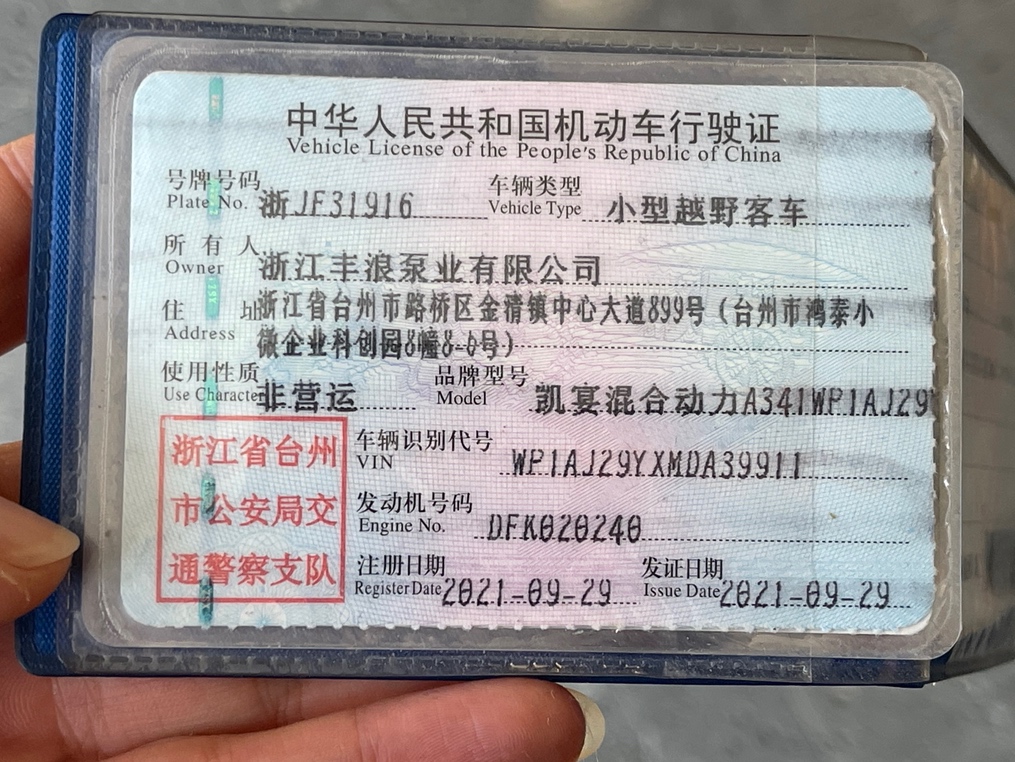 中华人民共和国机动车行驶证
Vehicle License of the People's Republic of China
号牌号码 浙JF31916 车辆类型 小型越野客车
Plate No. Vehicle Type
所有人 浙江丰浪泵业有限公司
Owner
住址 浙江省台州市路桥区金清镇中心大道899号（台州市鸿泰小
Address 微企业科创园8幢8-0号）
使用性质 非营运 品牌型号 凯宴混合动力A341WP1AJ29
Use Character Model
浙江省台州
市公安局交
通警察支队
车辆识别代号 WP1AJ29YXMDA39911
VIN
发动机号码 DFK020240
Engine No.
注册日期 2021-09-29 发证日期 2021-09-29
Register Date Issue Date